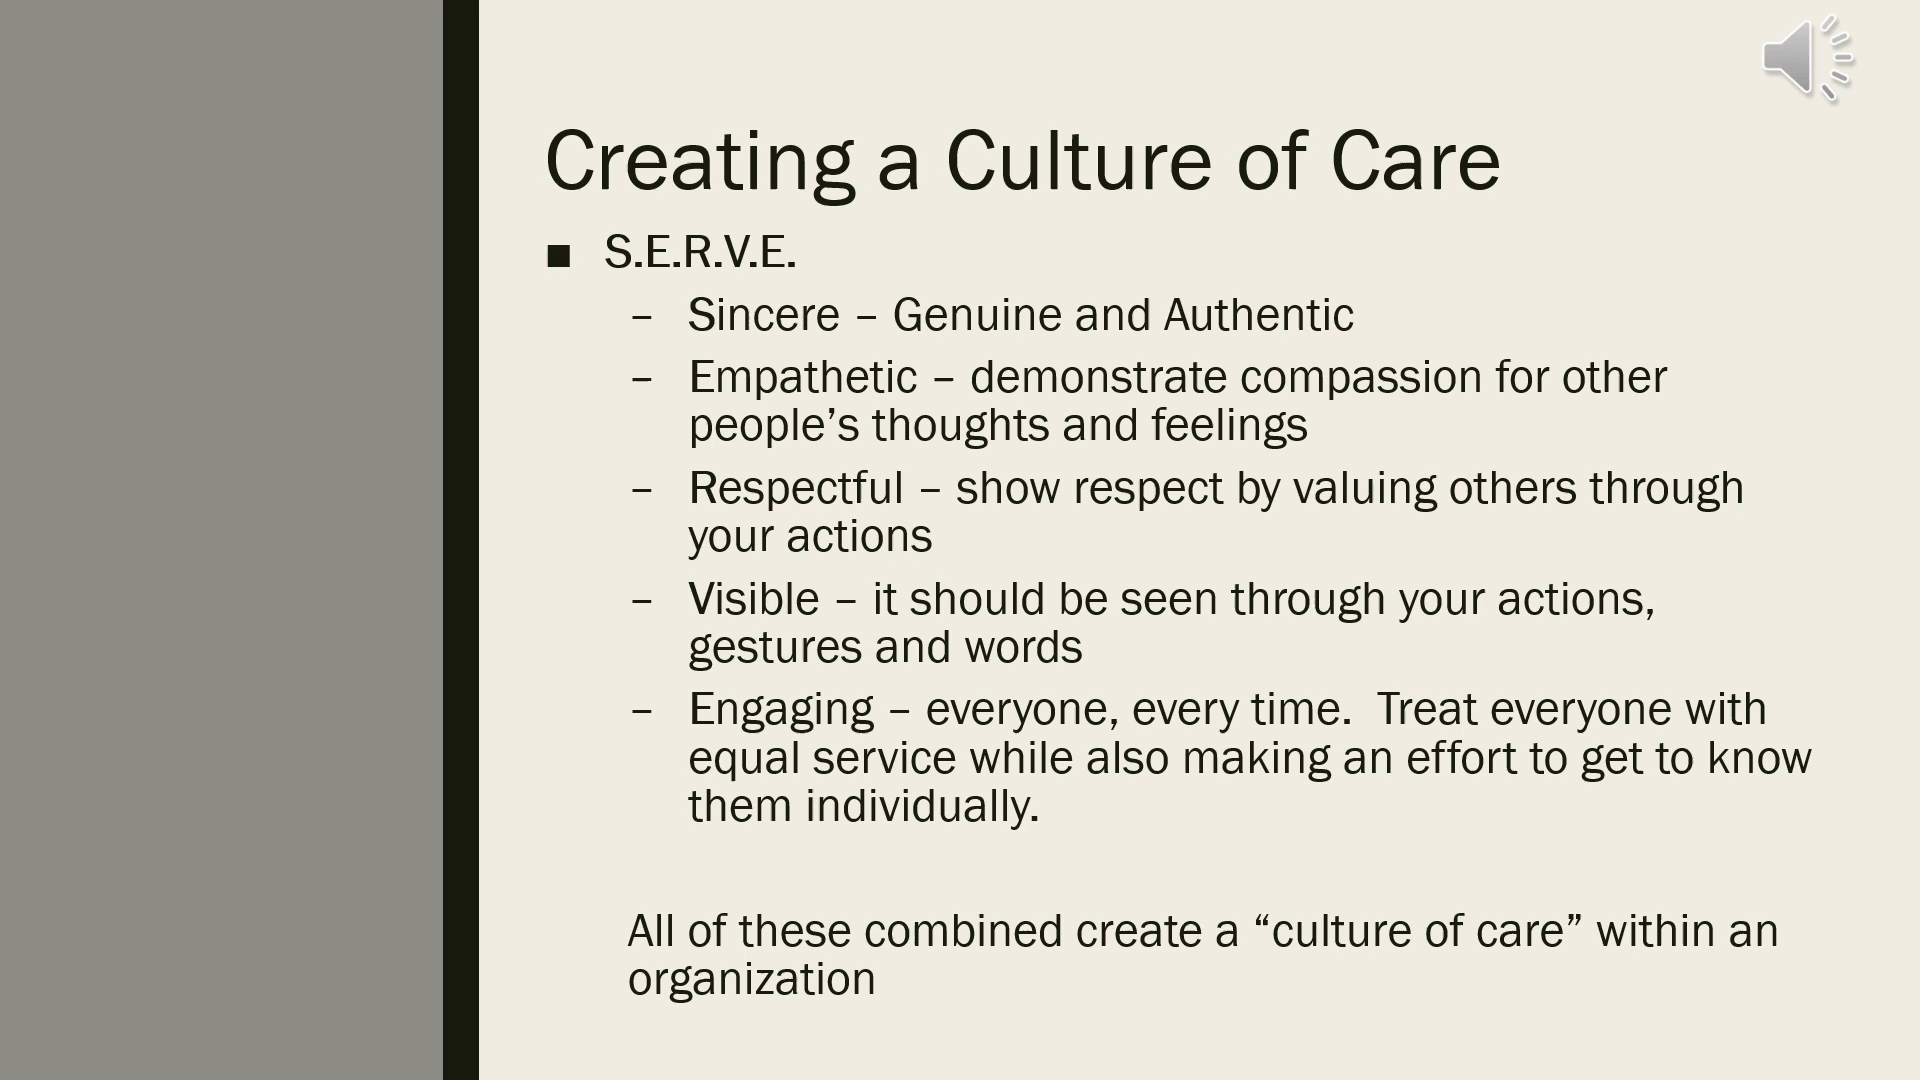 Creating a Culture of Care
■ S.E.R.V.E.
– Sincere – Genuine and Authentic
– Empathetic – demonstrate compassion for other
people’s thoughts and feelings
– Respectful – show respect by valuing others through
your actions
– Visible – it should be seen through your actions,
gestures and words
– Engaging – everyone, every time.  Treat everyone with
equal service while also making an effort to get to know
them individually.
All of these combined create a “culture of care” within an
organization